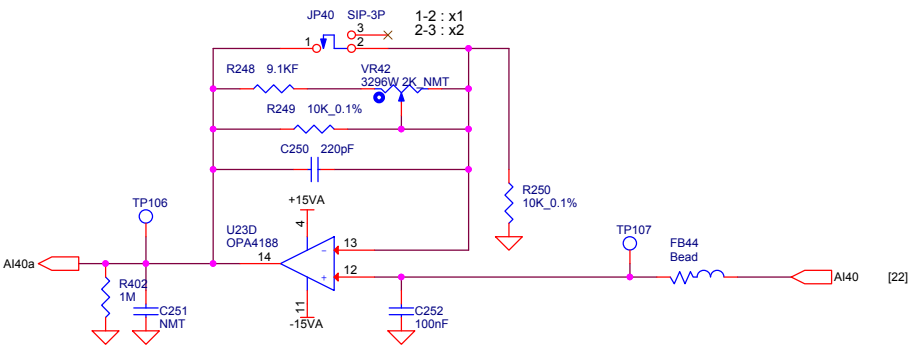 JP40 SIP-3P
1-2 : x1
2-3 : x2
3
1
2
R248 9.1KF
VR42
3296W 2K_NMT
R249 10K_0.1%
C250 220pF
R250
10K_0.1%
+15VA
4
TP106
U23D
OPA4188
14
13
12
TP107
FB44
Bead
AI40a
AI40
[22]
R402
1M
C251
NMT
11
-15VA
C252
100nF
−
+